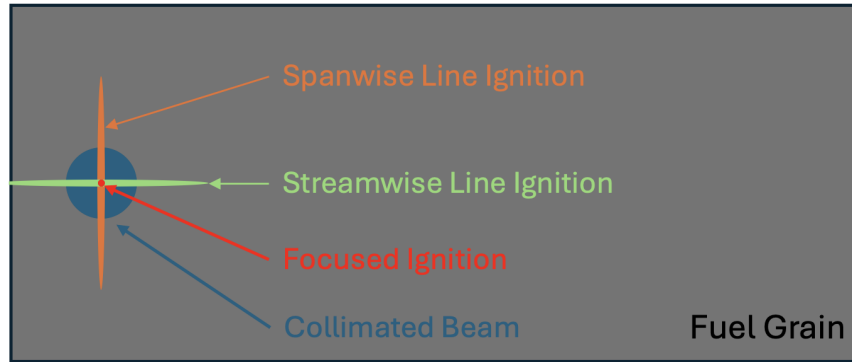 Spanwise Line Ignition
Streamwise Line Ignition
Focused Ignition
Collimated Beam
Fuel Grain